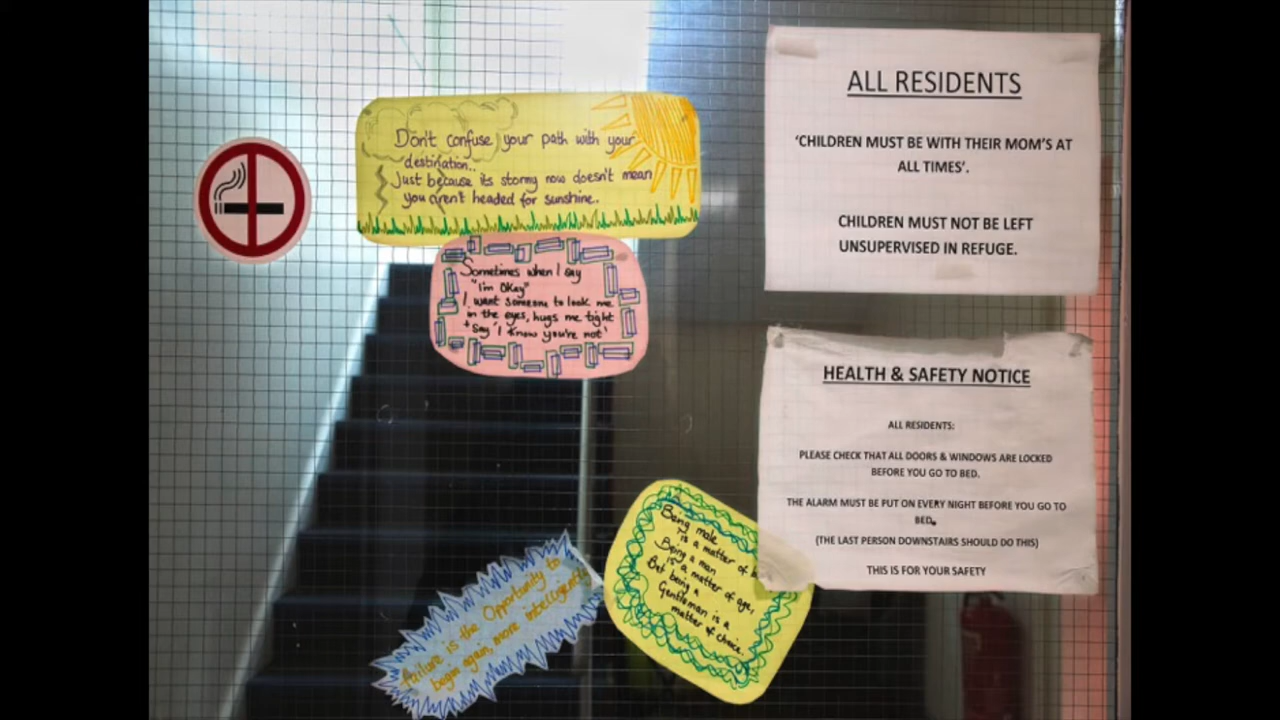 Don't confuse your path with your
destination..
Just because its stormy now doesn't mean
you aren't headed for sunshine.
Sometimes when I say
"I'm Okay"
I want someone to look me
in the eyes, hugs me tight
+ Say 'I know you're not'
Failure is the Opportunity to
begin again, more intelligently
Being male
is a matter of
Being a man
is a matter of age,
But being a
Gentleman is a
matter of choice.
ALL RESIDENTS
'CHILDREN MUST BE WITH THEIR MOM'S AT
ALL TIMES'.
CHILDREN MUST NOT BE LEFT
UNSUPERVISED IN REFUGE.
HEALTH & SAFETY NOTICE
ALL RESIDENTS:
PLEASE CHECK THAT ALL DOORS & WINDOWS ARE LOCKED
BEFORE YOU GO TO BED.
THE ALARM MUST BE PUT ON EVERY NIGHT BEFORE YOU GO TO
BED.
(THE LAST PERSON DOWNSTAIRS SHOULD DO THIS)
THIS IS FOR YOUR SAFETY